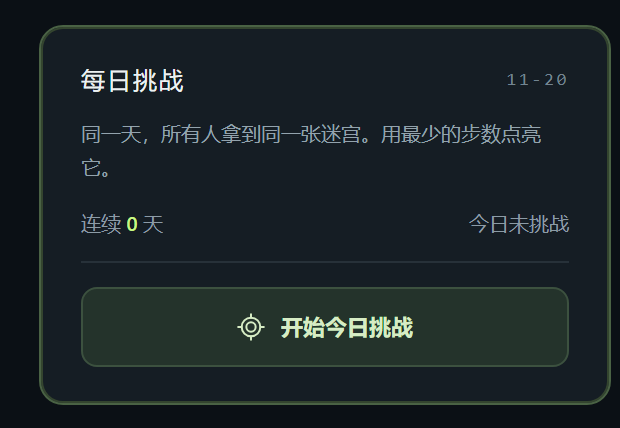 每日挑战
11-20
同一天，所有人拿到同一张迷宫。用最少的步数点亮
它。
连续 0 天
今日未挑战
开始今日挑战